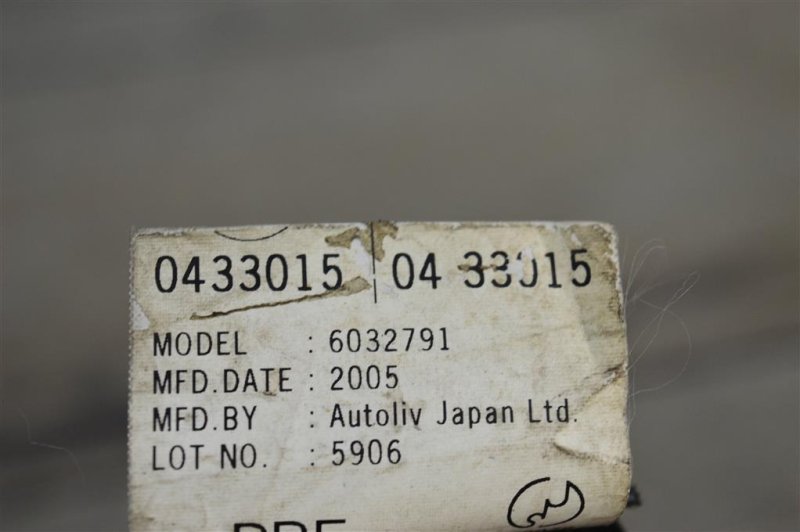 0433015 04 33015
MODEL : 6032791
MFD.DATE : 2005
MFD.BY : Autoliv Japan Ltd.
LOT NO. : 5906